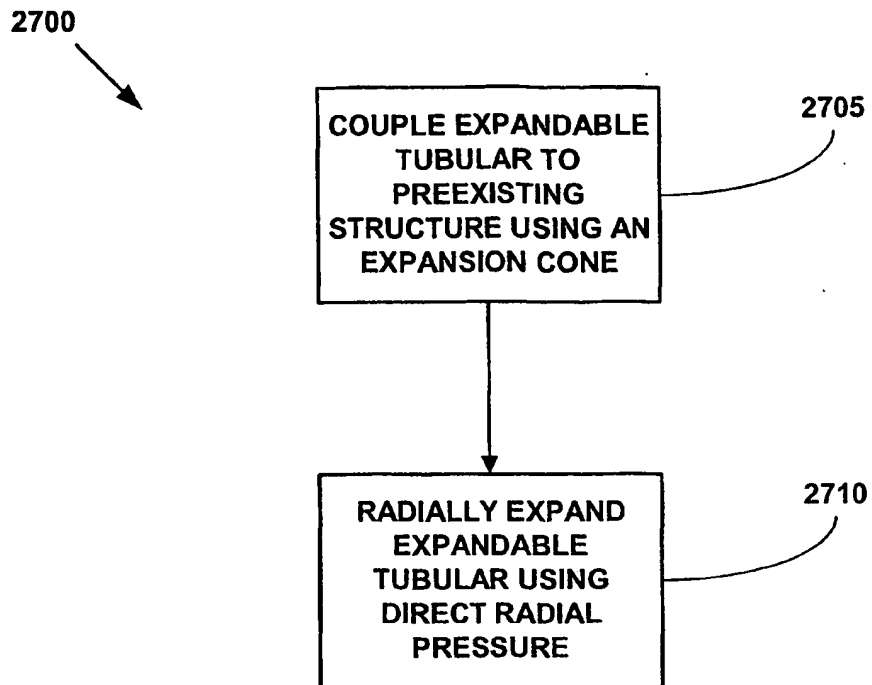 2700
COUPLE EXPANDABLE
TUBULAR TO
PREEXISTING
STRUCTURE USING AN
EXPANSION CONE
2705
RADIALLY EXPAND
EXPANDABLE
TUBULAR USING
DIRECT RADIAL
PRESSURE
2710